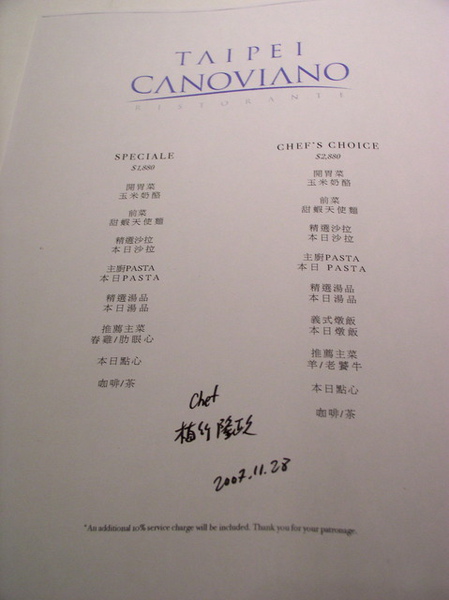 TAIPEI
CANOVIANO
RISTORANTE
SPECIALE
$1,880
開胃菜
玉米奶酪
前菜
甜蝦天使麵
精選沙拉
本日沙拉
主廚PASTA
本日PASTA
精選湯品
本日湯品
推薦主菜
春雞/肋眼心
本日點心
咖啡/茶
CHEF'S CHOICE
$2,880
開胃菜
玉米奶酪
前菜
甜蝦天使麵
精選沙拉
本日沙拉
主廚PASTA
本日 PASTA
精選湯品
本日湯品
義式燉飯
本日燉飯
推薦主菜
羊/老饕牛
本日點心
咖啡/茶
Chef
植竹隆政
2007.11.28
*An additional 10% service charge will be included. Thank you for your patronage.